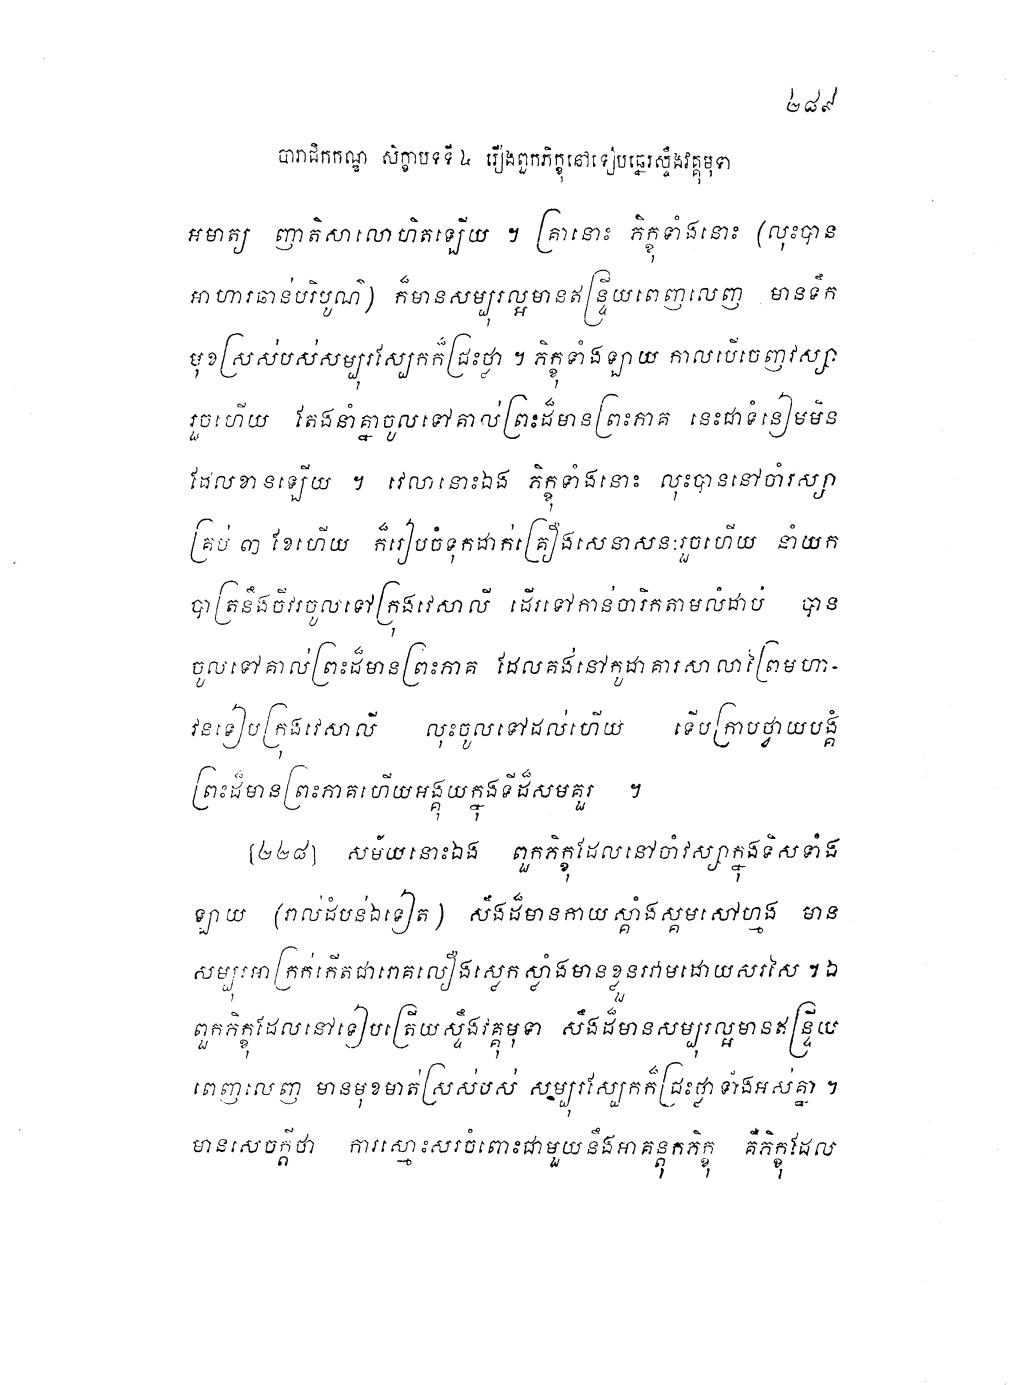 ២៨៩
បារាជិកកណ្ឌ សិក្ខាបទទី ៤ រឿងពួកភិក្ខុនៅទៀបឆ្នេរស្ទឹងវគ្គុមុទា
អមាត្យ ញាតិសាលោហិតឡើយ ។ គ្រានោះ ភិក្ខុទាំងនោះ (លុះបាន
អាហារឆាន់បរិបូណ៌) ក៏មានសម្បុរល្អមានឥន្ទ្រិយពេញលេញ មានទឹក
មុខស្រស់បស់សម្បុរស្បែកក៏ជ្រះថ្លា ។ ភិក្ខុទាំងឡាយ កាលបើចេញវស្សា
រួចហើយ តែងនាំគ្នាចូលទៅគាល់ព្រះដ៏មានព្រះភាគ នេះជាទំនៀមមិន
ដែលខានឡើយ ។ វេលានោះឯង ភិក្ខុទាំងនោះ លុះបាននៅចាំវស្សា
គ្រប់ ៣ ខែហើយ ក៏រៀបចំទុកដាក់គ្រឿងសេនាសនៈរួចហើយ នាំយក
បាត្រនឹងចីវរចូលទៅក្រុងវេសាលី ដើរទៅកាន់ចារិកតាមលំដាប់ បាន
ចូលទៅគាល់ព្រះដ៏មានព្រះភាគ ដែលគង់នៅកូដាគារសាលាព្រៃមហា-
វនទៀបក្រុងវេសាលី លុះចូលទៅដល់ហើយ ទើបក្រាបថ្វាយបង្គំ
ព្រះដ៏មានព្រះភាគហើយអង្គុយក្នុងទីដ៏សមគួរ ។
[២២៨] សម័យនោះឯង ពួកភិក្ខុដែលនៅចាំវស្សាក្នុងទិសទាំង
ឡាយ (រាល់ដំបន់ឯទៀត) សឹងដ៏មានកាយស្គាំងស្គមសៅហ្មង មាន
សម្បុរអាក្រក់កើតជារោគលឿងស្លេកស្លាំងមានខ្លួនរវាមដោយសរសៃ ។ ឯ
ពួកភិក្ខុដែលនៅទៀបត្រើយស្ទឹងវគ្គុមុទា សឹងដ៏មានសម្បុរល្អមានឥន្ទ្រិយ
ពេញលេញ មានមុខមាត់ស្រស់បស់ សម្បុរស្បែកក៏ជ្រះថ្លាទាំងអស់គ្នា ។
មានសេចក្តីថា ការស្មោះសរចំពោះជាមួយនឹងអាគន្តុកភិក្ខុ គឺភិក្ខុដែល